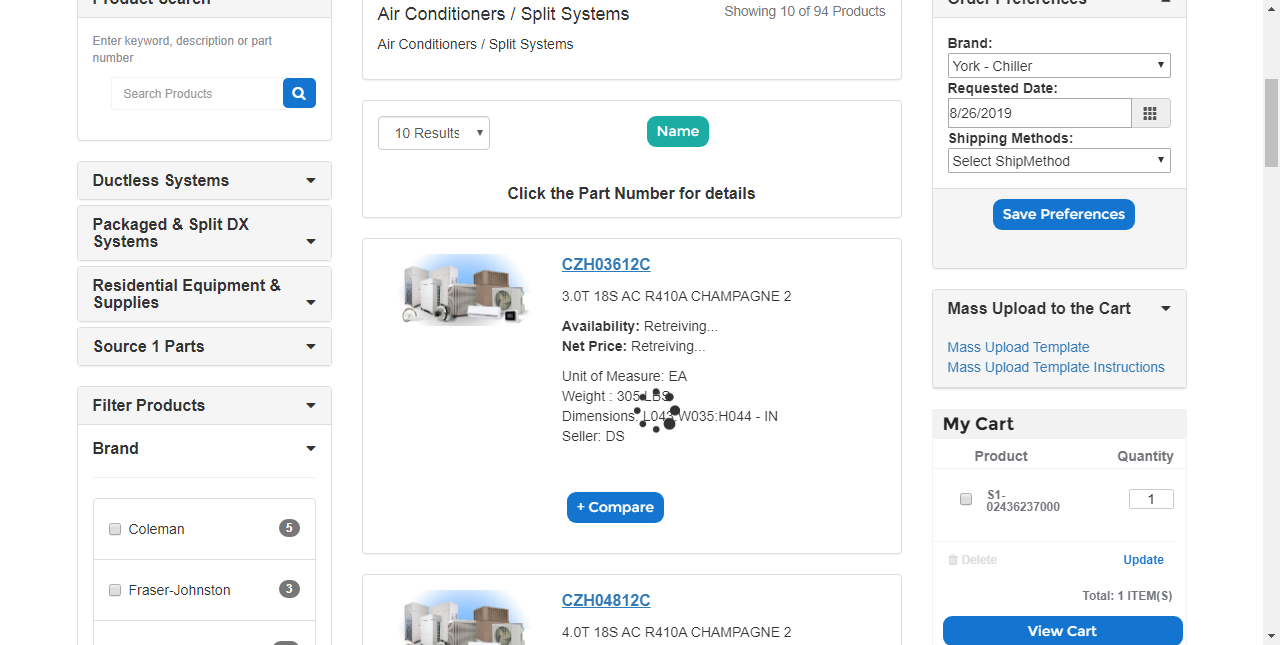 Product Search
Enter keyword, description or part
number
Search Products
Ductless Systems
Packaged & Split DX
Systems
Residential Equipment &
Supplies
Source 1 Parts
Filter Products
Brand
Coleman
5
Fraser-Johnston
3
Air Conditioners / Split Systems
Showing 10 of 94 Products
Air Conditioners / Split Systems
10 Results
Name
Click the Part Number for details
CZH03612C
3.0T 18S AC R410A CHAMPAGNE 2
Availability: Retreiving...
Net Price: Retreiving...
Unit of Measure: EA
Weight : 305 LBS
Dimensions: L043:W035:H044 - IN
Seller: DS
+ Compare
CZH04812C
4.0T 18S AC R410A CHAMPAGNE 2
Order Preferences
Brand:
York - Chiller
Requested Date:
8/26/2019
Shipping Methods:
Select ShipMethod
Save Preferences
Mass Upload to the Cart
Mass Upload Template
Mass Upload Template Instructions
My Cart
Product Quantity
S1-
02436237000
1
Delete Update
Total: 1 ITEM(S)
View Cart